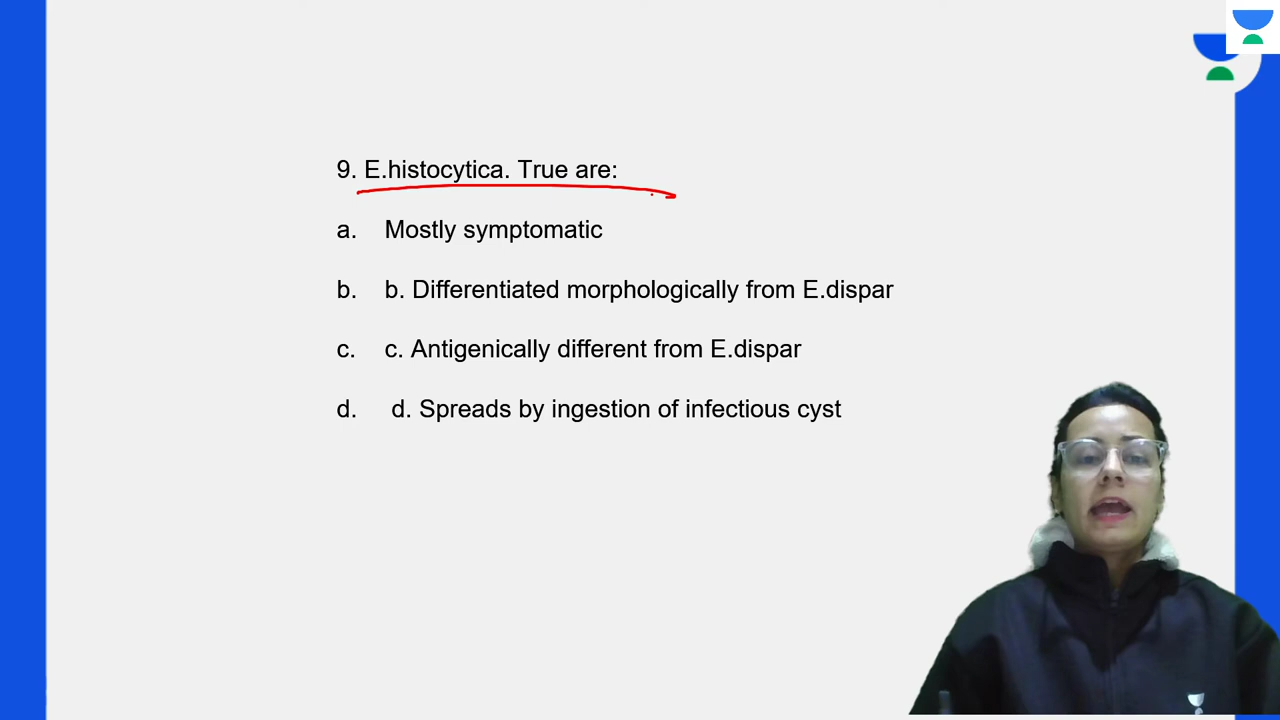 9. E.histocytica. True are:
a. Mostly symptomatic
b. b. Differentiated morphologically from E.dispar
c. c. Antigenically different from E.dispar
d. d. Spreads by ingestion of infectious cyst